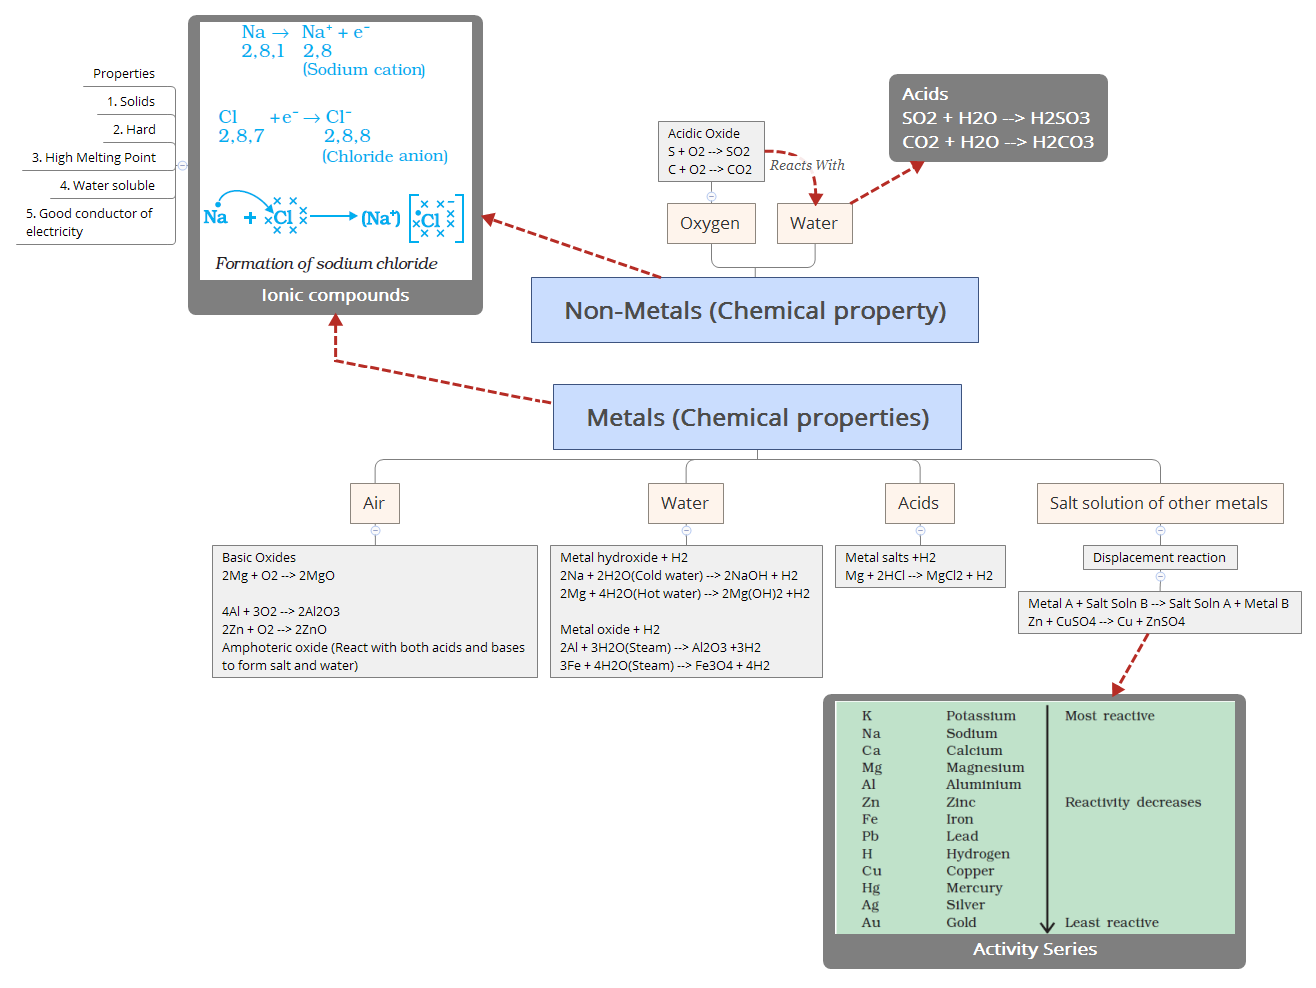 Na → Na⁺ + e⁻
2,8,1 2,8
(Sodium cation)
Cl +e⁻ → Cl⁻
2,8,7 2,8,8
(Chloride anion)
Na + Cl → (Na⁺) [Cl⁻]
Formation of sodium chloride
Ionic compounds
Properties
1. Solids
2. Hard
3. High Melting Point
4. Water soluble
5. Good conductor of
electricity
Acidic Oxide
S + O2 --> SO2
C + O2 --> CO2
Reacts With
Acids
SO2 + H2O --> H2SO3
CO2 + H2O --> H2CO3
Oxygen
Water
Non-Metals (Chemical property)
Metals (Chemical properties)
Air
Basic Oxides
2Mg + O2 --> 2MgO
4Al + 3O2 --> 2Al2O3
2Zn + O2 --> 2ZnO
Amphoteric oxide (React with both acids and bases
to form salt and water)
Water
Metal hydroxide + H2
2Na + 2H2O(Cold water) --> 2NaOH + H2
2Mg + 4H2O(Hot water) --> 2Mg(OH)2 +H2
Metal oxide + H2
2Al + 3H2O(Steam) --> Al2O3 +3H2
3Fe + 4H2O(Steam) --> Fe3O4 + 4H2
Acids
Metal salts +H2
Mg + 2HCl --> MgCl2 + H2
Salt solution of other metals
Displacement reaction
Metal A + Salt Soln B --> Salt Soln A + Metal B
Zn + CuSO4 --> Cu + ZnSO4
K Potassium Most reactive
Na Sodium
Ca Calcium
Mg Magnesium
Al Aluminium
Zn Zinc Reactivity decreases
Fe Iron
Pb Lead
H Hydrogen
Cu Copper
Hg Mercury
Ag Silver
Au Gold Least reactive
Activity Series